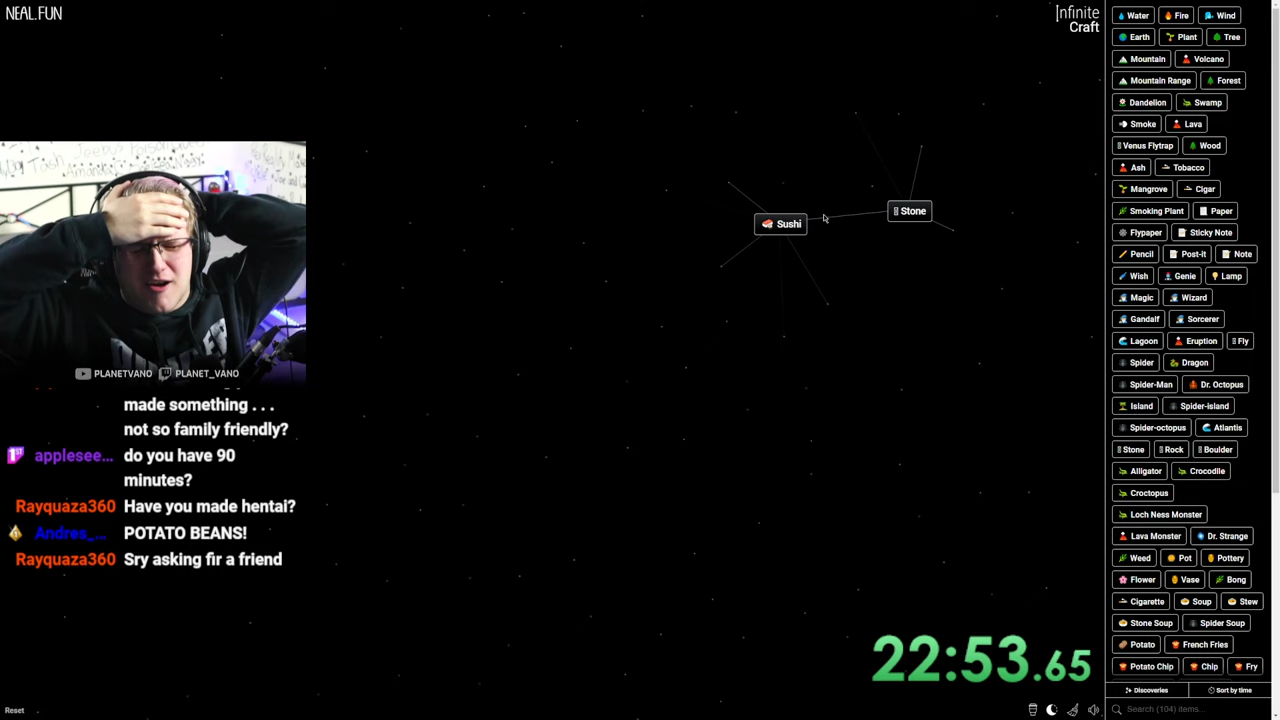 NEAL.FUN
Infinite
Craft
Sushi
Stone
PLANETVANO PLANET_VANO
made something . . .
not so family friendly?
applesee... do you have 90
minutes?
Rayquaza360 Have you made hentai?
Andres_... POTATO BEANS!
Rayquaza360 Sry asking fir a friend
22:53.65
Reset
Water Fire Wind
Earth Plant Tree
Mountain Volcano
Mountain Range Forest
Dandelion Swamp
Smoke Lava
Venus Flytrap Wood
Ash Tobacco
Mangrove Cigar
Smoking Plant Paper
Flypaper Sticky Note
Pencil Post-it Note
Wish Genie Lamp
Magic Wizard
Gandalf Sorcerer
Lagoon Eruption Fly
Spider Dragon
Spider-Man Dr. Octopus
Island Spider-island
Spider-octopus Atlantis
Stone Rock Boulder
Alligator Crocodile
Croctopus
Loch Ness Monster
Lava Monster Dr. Strange
Weed Pot Pottery
Flower Vase Bong
Cigarette Soup Stew
Stone Soup Spider Soup
Potato French Fries
Potato Chip Chip Fry
Discoveries Sort by time
Search (104) items...